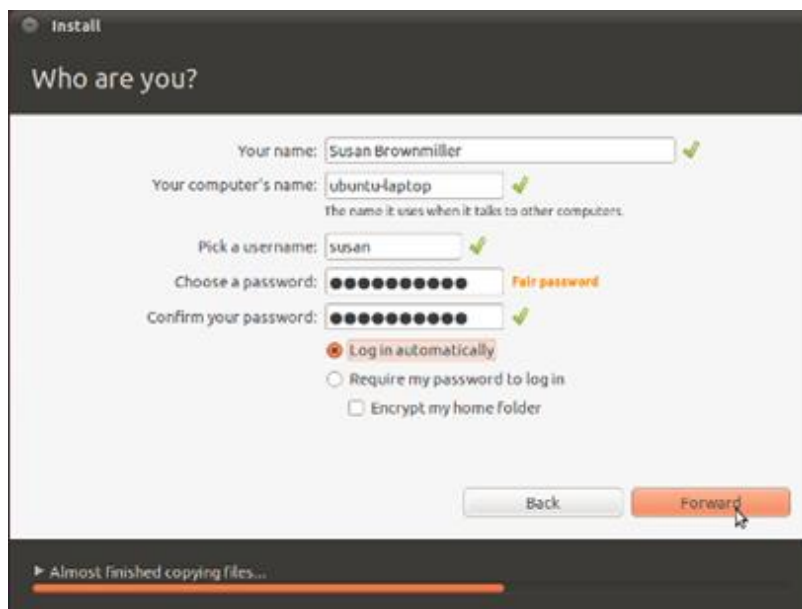 Install
Who are you?
Your name: Susan Brownmiller
Your computer's name: ubuntu-laptop
The name it uses when it talks to other computers.
Pick a username: susan
Choose a password: ●●●●●●●●●● Fair password
Confirm your password: ●●●●●●●●●●
Log in automatically
Require my password to log in
Encrypt my home folder
Back Forward
Almost finished copying files...